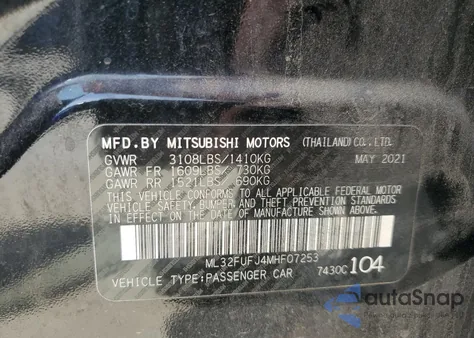 MFD.BY MITSUBISHI MOTORS (THAILAND)CO.,LTD.
GVWR 3108LBS/1410KG MAY 2021
GAWR FR 1609LBS/730KG
GAWR RR 1521LBS/690KG
THIS VEHICLE CONFORMS TO ALL APPLICABLE FEDERAL MOTOR
VEHICLE SAFETY, BUMPER, AND THEFT PREVENTION STANDARDS
IN EFFECT ON THE DATE OF MANUFACTURE SHOWN ABOVE.
ML32FUFJ4MHF07253
VEHICLE TYPE:PASSENGER CAR 7430C 104
autaSnap